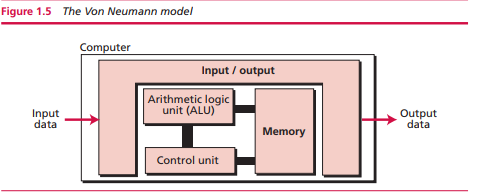 Figure 1.5 The Von Neumann model
Computer
Input / output
Arithmetic logic
unit (ALU)
Memory
Control unit
Input
data
Output
data